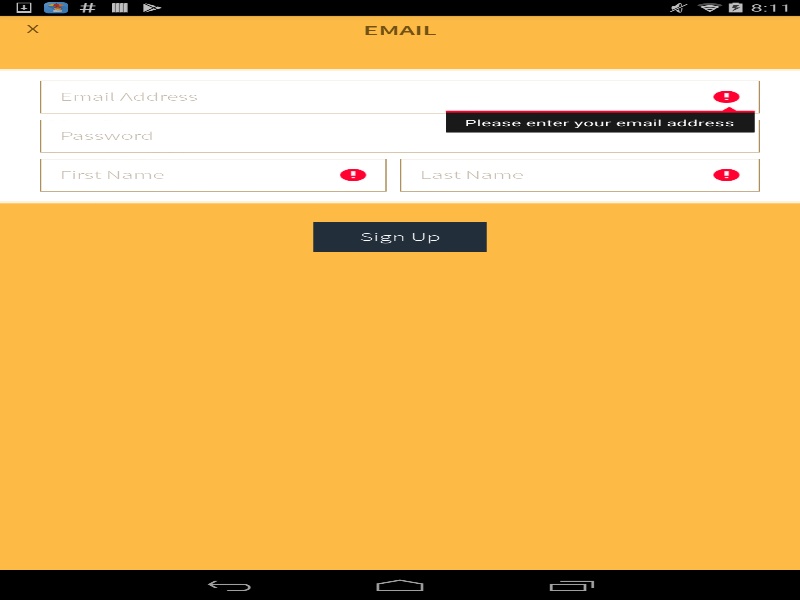 8:11
EMAIL
Email Address
Please enter your email address
Password
First Name
Last Name
Sign Up